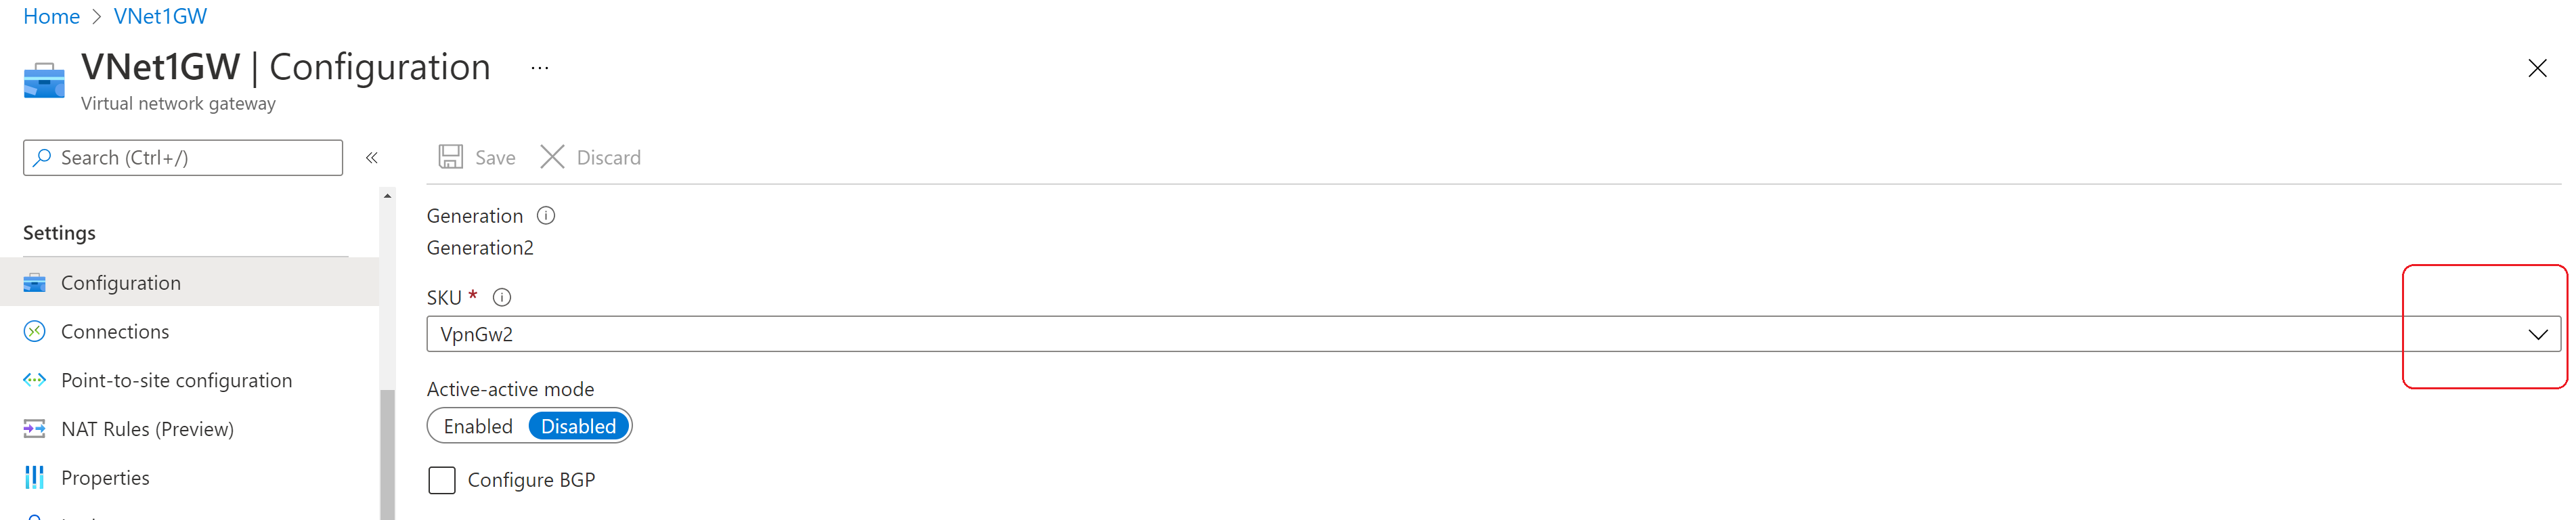 Home > VNet1GW
VNet1GW | Configuration ...
Virtual network gateway
Search (Ctrl+/)
«
Save
Discard
Settings
Configuration
Connections
Point-to-site configuration
NAT Rules (Preview)
Properties
Generation
Generation2
SKU *
VpnGw2
Active-active mode
Enabled Disabled
Configure BGP